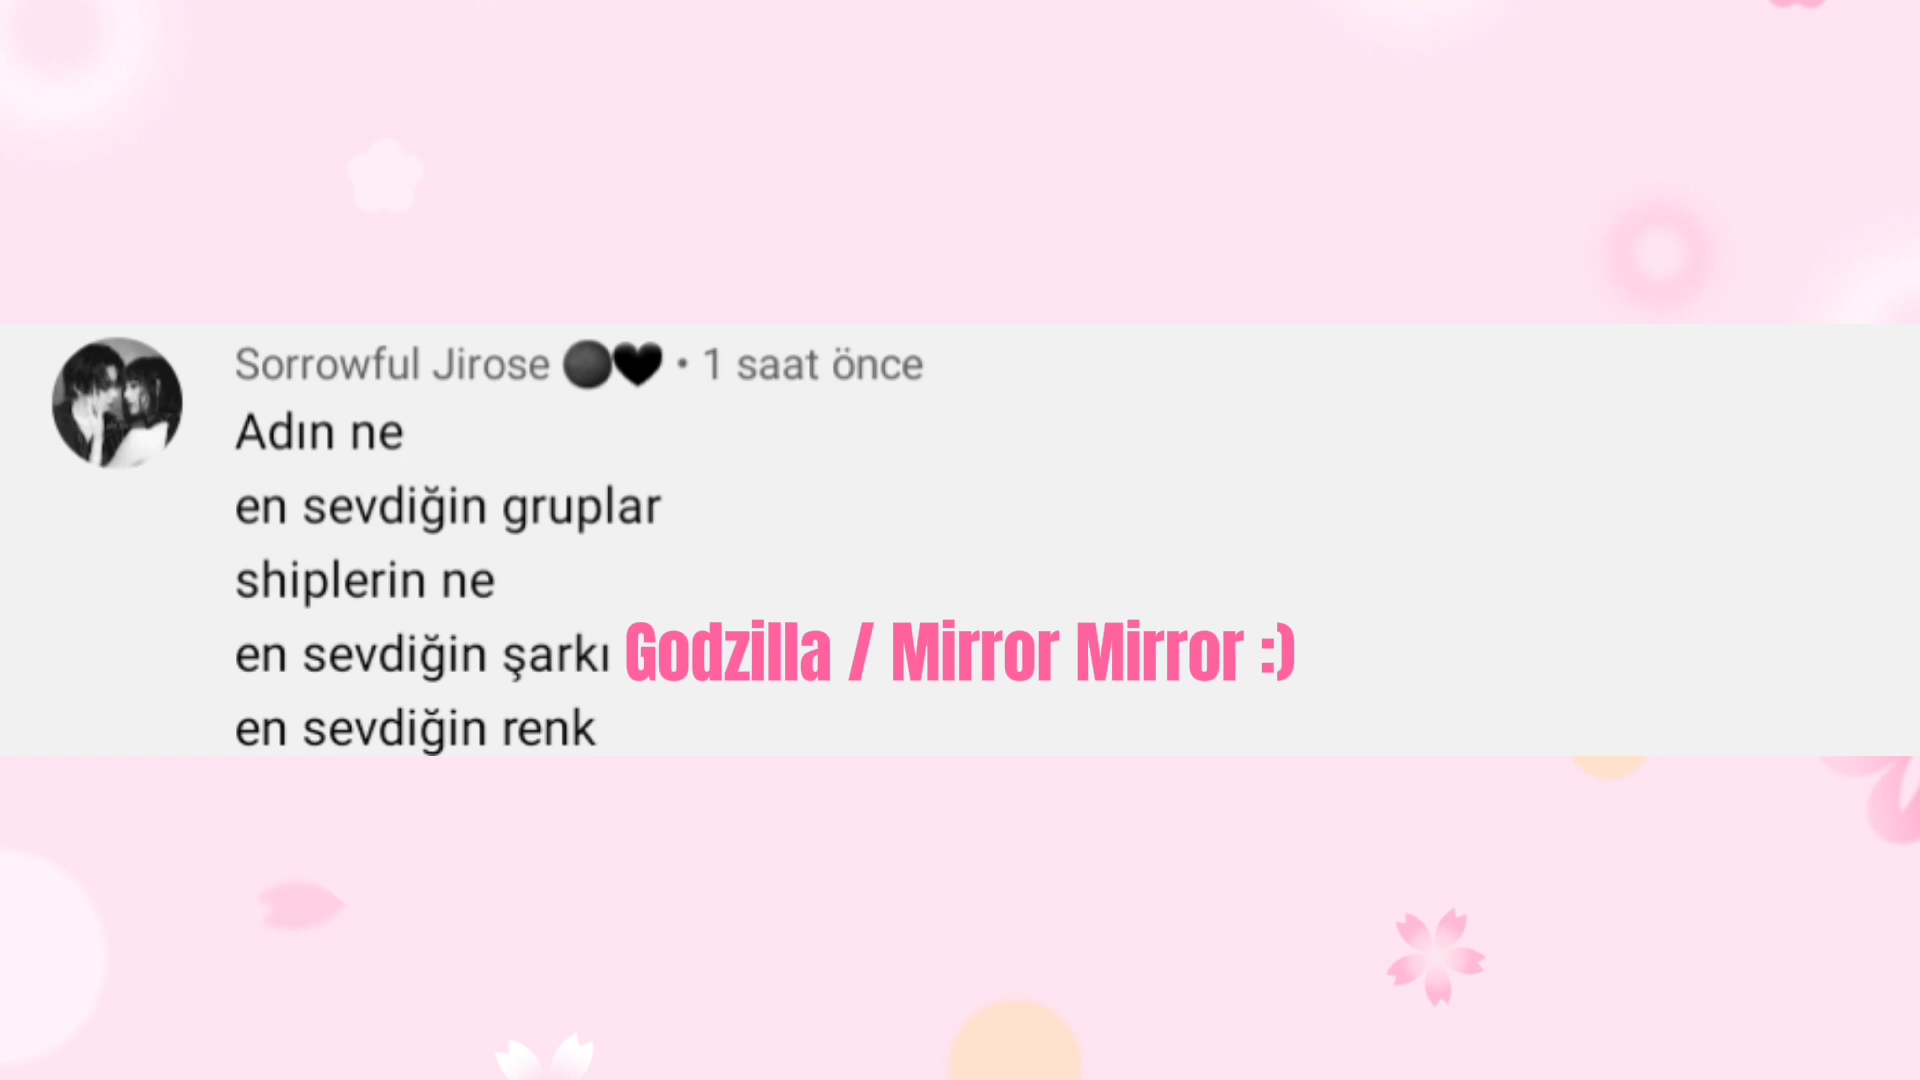 Sorrowful Jirose ⚫🖤 • 1 saat önce
Adın ne
en sevdiğin gruplar
shiplerin ne
en sevdiğin şarkı Godzilla / Mirror Mirror :)
en sevdiğin renk